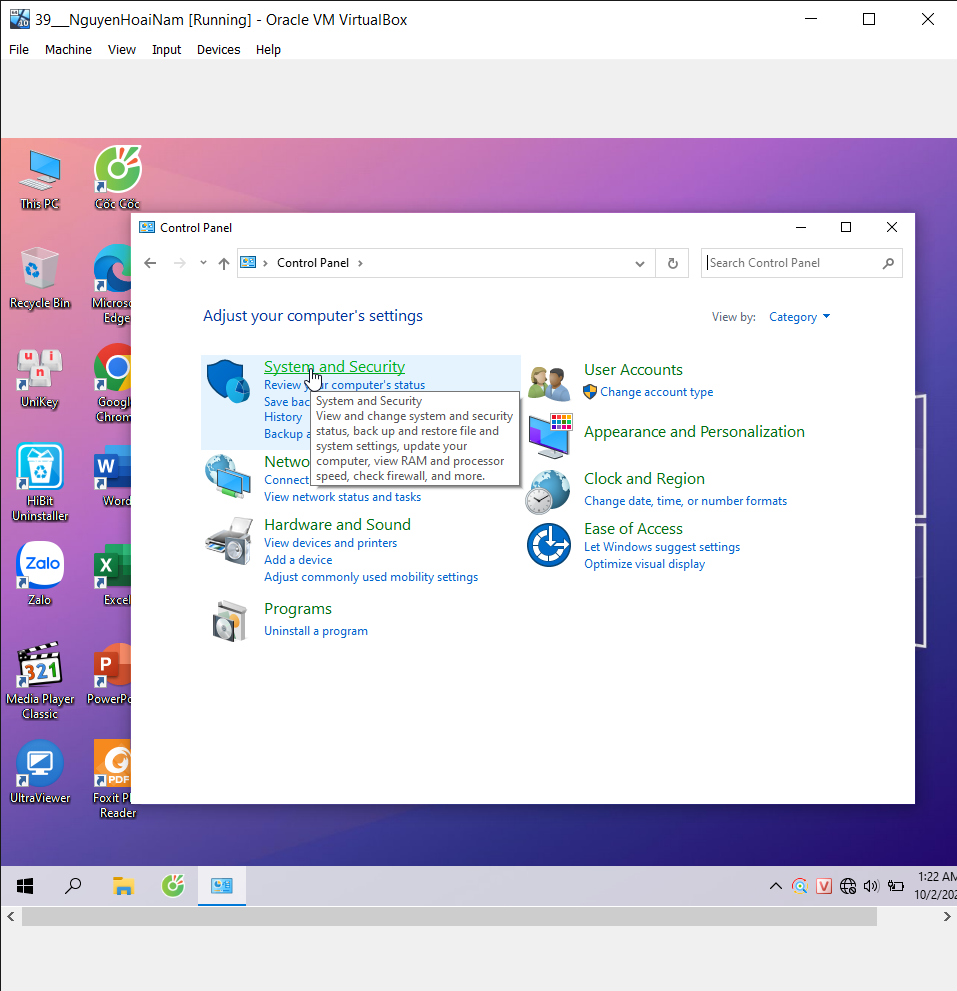 39___NguyenHoaiNam [Running] - Oracle VM VirtualBox
File Machine View Input Devices Help
This PC
Cốc Cốc
Control Panel
Control Panel
Search Control Panel
Recycle Bin
Microso
Edge
Adjust your computer's settings
View by: Category
System and Security
Review your computer's status
Save bac
History
Backup a
System and Security
View and change system and security
status, back up and restore file and
system settings, update your
computer, view RAM and processor
speed, check firewall, and more.
User Accounts
Change account type
Appearance and Personalization
UniKey
Googl
Chrom
Netwo
Connect
View network status and tasks
Clock and Region
Change date, time, or number formats
HiBit
Uninstaller
Word
Hardware and Sound
View devices and printers
Add a device
Adjust commonly used mobility settings
Ease of Access
Let Windows suggest settings
Optimize visual display
Zalo
Zalo
Excel
Programs
Uninstall a program
321
Media Player
Classic
PowerPo
UltraViewer
PDF
Foxit P
Reader
1:22 AM
10/2/202